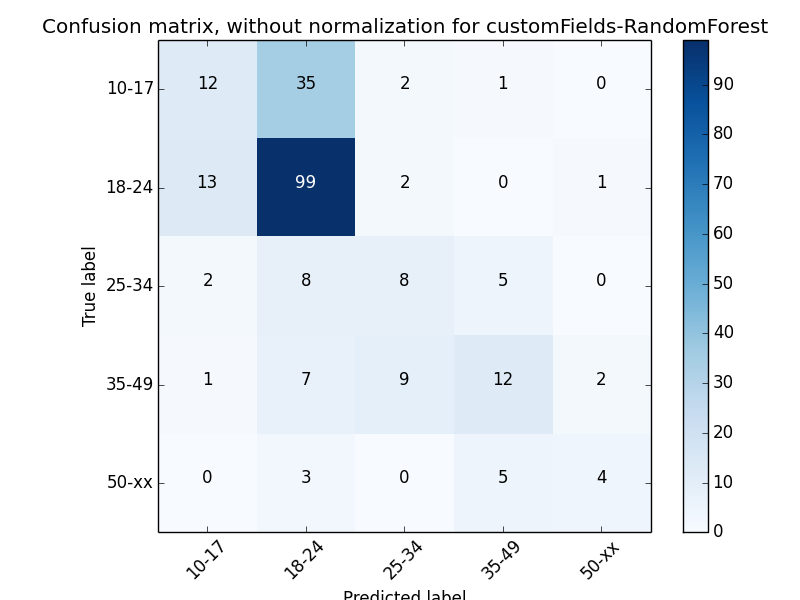 Confusion matrix, without normalization for customFields-RandomForest
10-17 12 35 2 1 0
18-24 13 99 2 0 1
25-34 2 8 8 5 0
35-49 1 7 9 12 2
50-xx 0 3 0 5 4
True label
10-17 18-24 25-34 35-49 50-xx
Predicted label
90
80
70
60
50
40
30
20
10
0